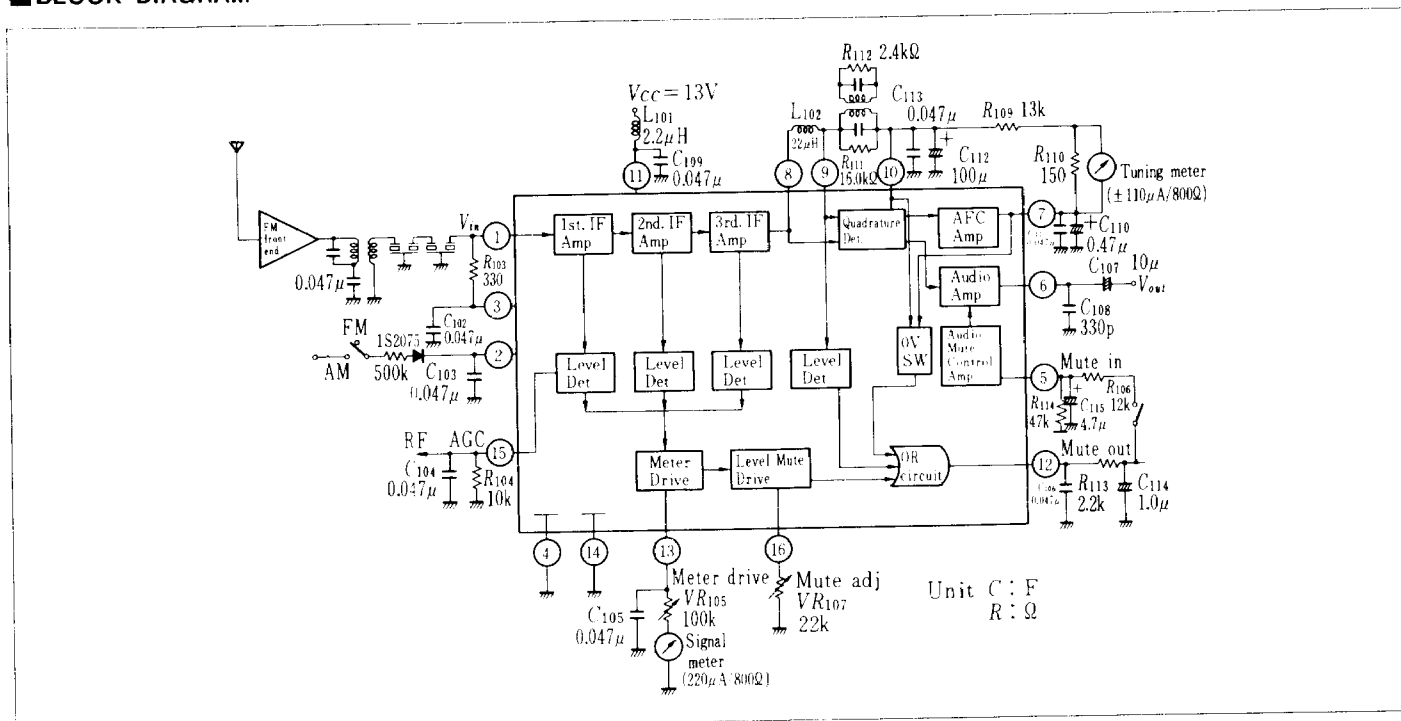 BLOCK DIAGRAM
R112 2.4kΩ
Vcc=13V
L101
2.2μH
C109
0.047μ
11
L102
22μH
R111
15.0kΩ
C113
0.047μ
C112
100μ
R109 13k
R110
150
Tuning meter
(±110μA/800Ω)
8
9
10
FM
front
end
Vin
1
1st. IF
Amp
2nd. IF
Amp
3rd. IF
Amp
Quadrature
Det.
AFC
Amp
7
C110
0.47μ
0.047μ
R103
330
3
C102
0.047μ
Audio
Amp
6
C107
10μ
Vout
C108
330p
FM
AM
1S2075
500k
C103
0.047μ
2
Level
Det
Level
Det
Level
Det
Level
Det
0V
SW
Audio
Mute
Control
Amp
5
Mute in
R106
12k
R114
47k
C115
4.7μ
RF
AGC
15
C104
0.047μ
R104
10k
Meter
Drive
Level Mute
Drive
OR
circuit
12
Mute out
C106
0.047μ
R113
2.2k
C114
1.0μ
4
14
13
16
Meter drive
VR105
100k
C105
0.047μ
Signal
meter
(220μA/800Ω)
Mute adj
VR107
22k
Unit C : F
R : Ω